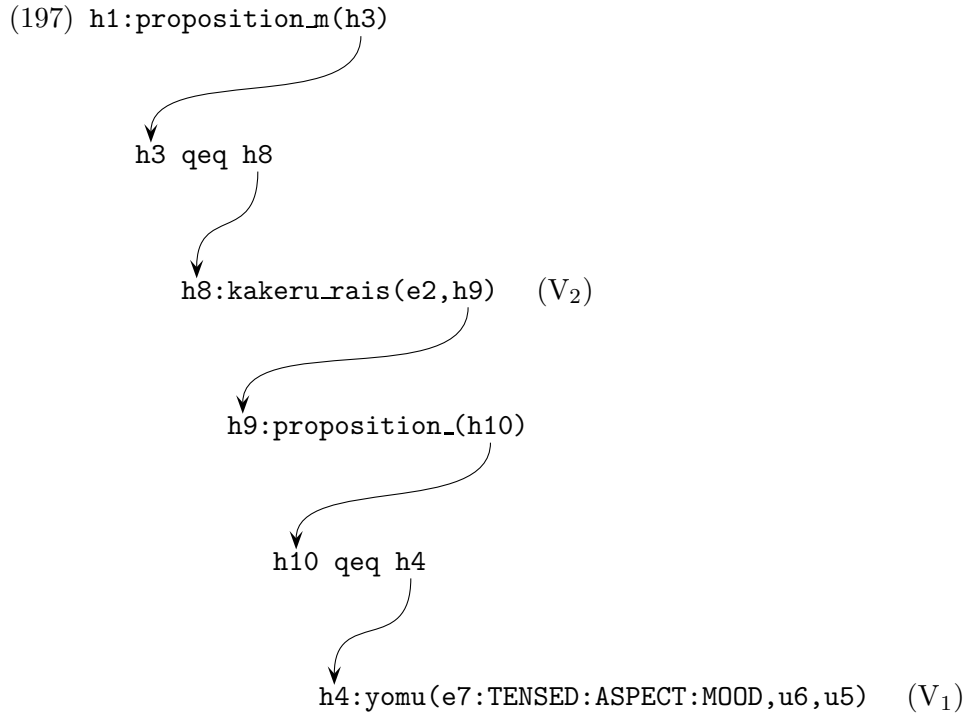 (197) h1:proposition_m(h3)
h3 qeq h8
h8:kakeru_rais(e2,h9) (V₂)
h9:proposition_(h10)
h10 qeq h4
h4:yomu(e7:TENSED:ASPECT:MOOD,u6,u5) (V₁)